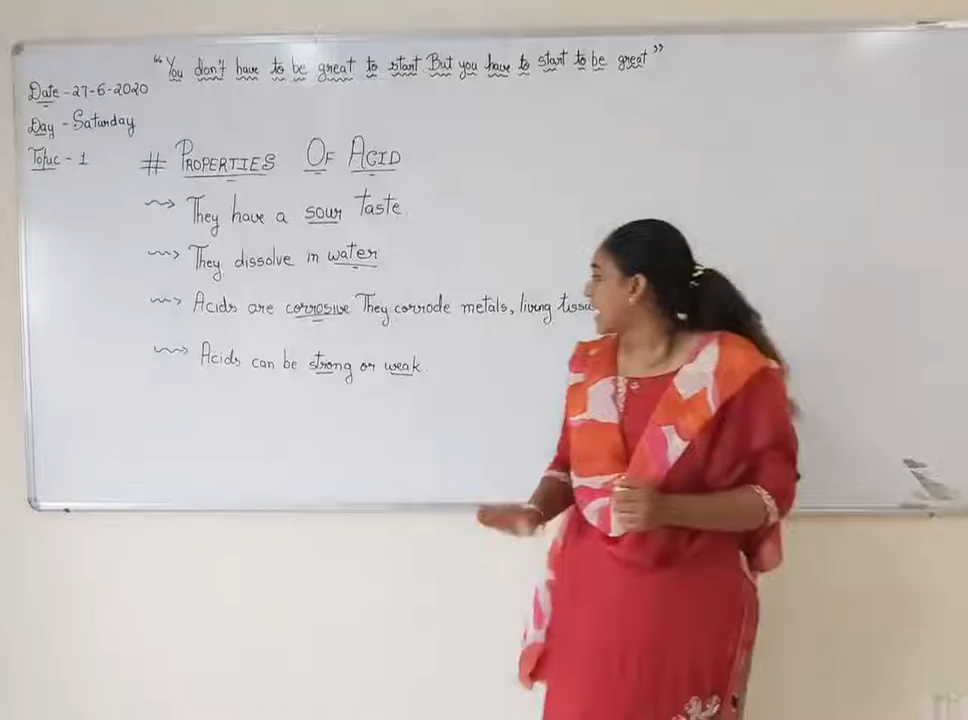 “You don't have to be great to start But you have to start to be great”
Date - 27-6-2020
Day - Saturday
Topic - 1
# PROPERTIES OF ACID
They have a sour taste.
They dissolve in water
Acids are corrosive They corrode metals, living
Acids can be strong or weak.